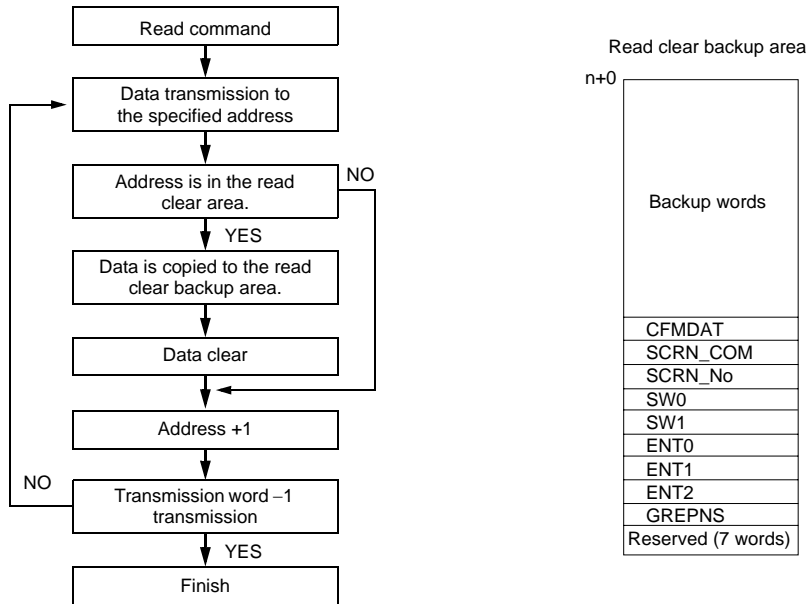 Read command
Data transmission to
the specified address
Address is in the read
clear area.
NO
YES
Data is copied to the read
clear backup area.
Data clear
Address +1
NO
Transmission word −1
transmission
YES
Finish
Read clear backup area
n+0
Backup words
CFMDAT
SCRN_COM
SCRN_No
SW0
SW1
ENT0
ENT1
ENT2
GREPNS
Reserved (7 words)